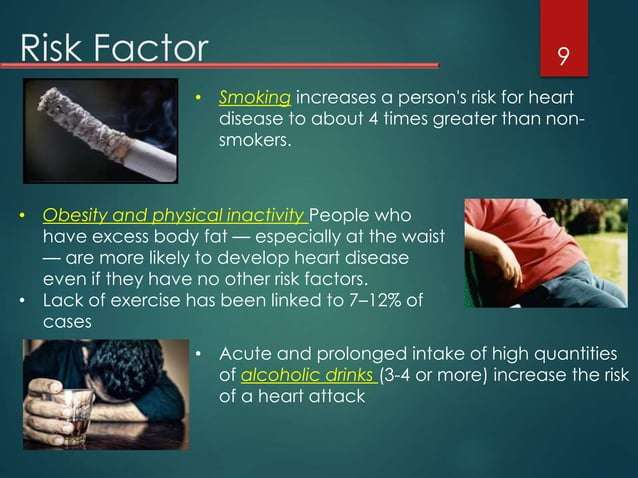 Risk Factor
9
• Smoking increases a person's risk for heart
disease to about 4 times greater than non-
smokers.
• Obesity and physical inactivity People who
have excess body fat — especially at the waist
— are more likely to develop heart disease
even if they have no other risk factors.
• Lack of exercise has been linked to 7–12% of
cases
• Acute and prolonged intake of high quantities
of alcoholic drinks (3-4 or more) increase the risk
of a heart attack